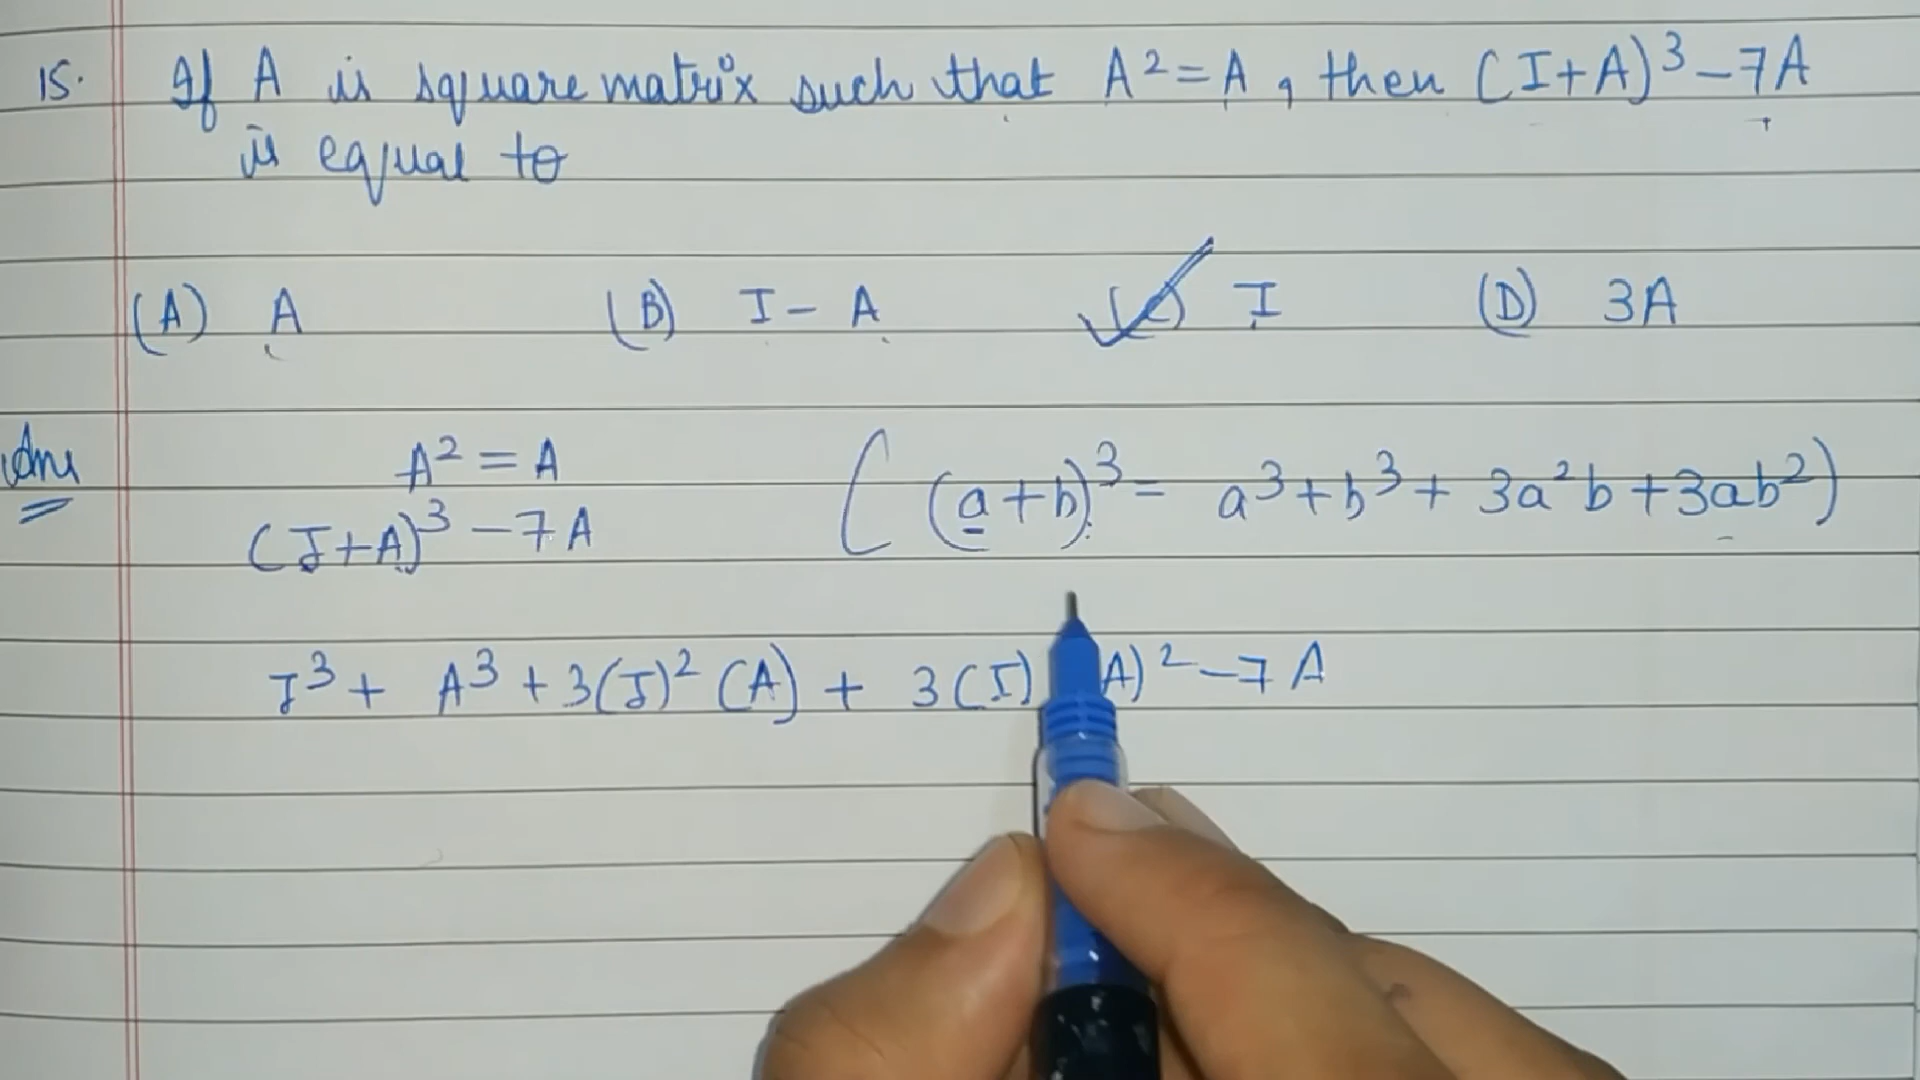 15. If A is square matrix such that A² = A, then (I+A)³ – 7A
is equal to
(A) A (B) I – A (C) I (D) 3A
Ans A² = A
((a+b)³ = a³ + b³ + 3a²b + 3ab²)
(I+A)³ – 7A
I³ + A³ + 3(I)² (A) + 3(I) A)² – 7A